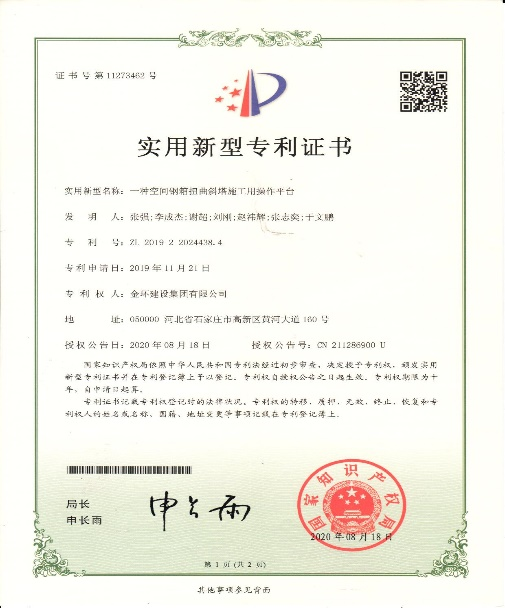 证书号第11273462号
实用新型专利证书
实用新型名称：一种空间钢箱扭曲斜塔施工用操作平台
发明人：张强;李成杰;谢超;刘刚;赵祎辉;张志奕;于文鹏
专利号：ZL 2019 2 2024438.4
专利申请日：2019年11月21日
专利权人：金环建设集团有限公司
地址：050000 河北省石家庄市高新区黄河大道160号
授权公告日：2020年08月18日 授权公告号：CN 211286900 U
国家知识产权局依照中华人民共和国专利法经过初步审查，决定授予专利权，颁发实用
新型专利证书并在专利登记簿上予以登记。专利权自授权公告之日起生效。专利权期限为十
年，自申请日起算。
专利证书记载专利权登记时的法律状况。专利权的转移、质押、无效、终止、恢复和专
利权人的姓名或名称、国籍、地址变更等事项记载在专利登记簿上。
局长
申长雨
申长雨
国家知识产权局
2020年08月18日
第1页(共2页)
其他事项参见背面